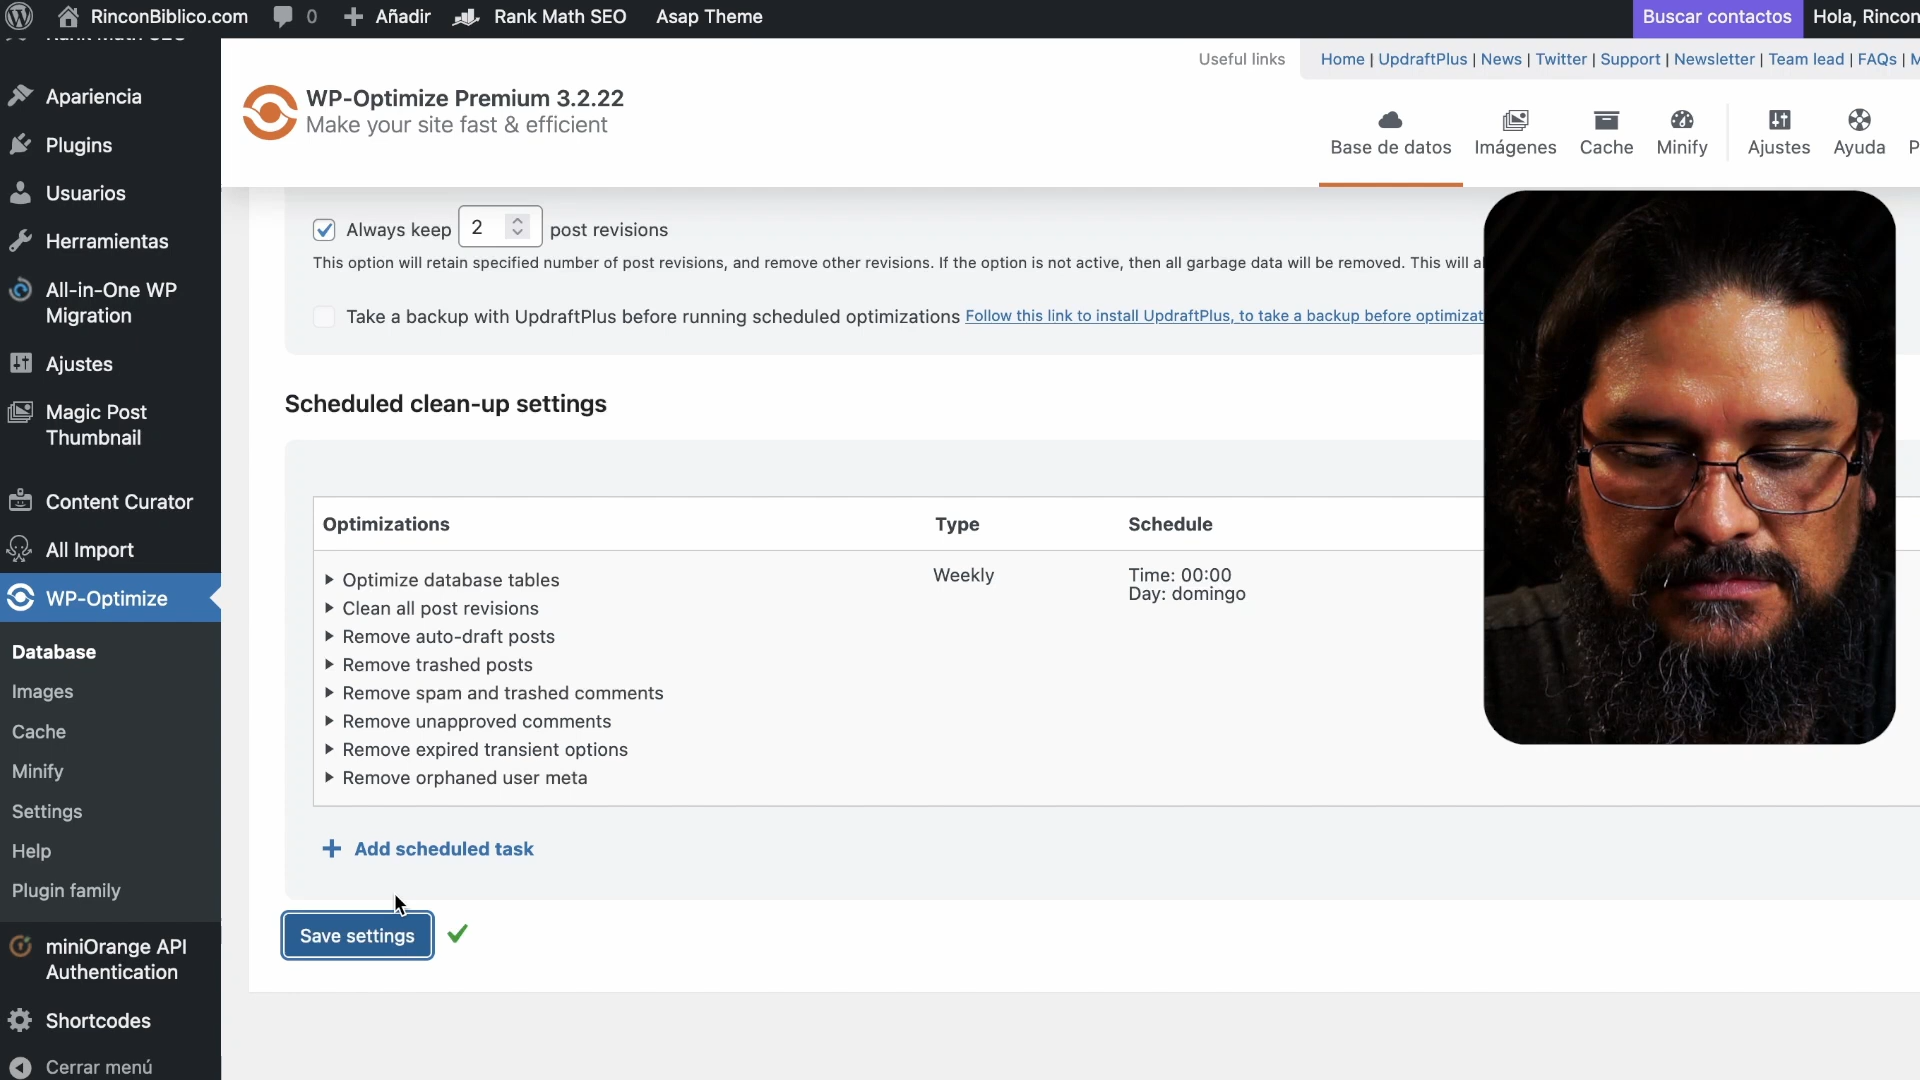 RinconBiblico.com
0
Añadir
Rank Math SEO
Asap Theme
Buscar contactos
Hola, Rincon
Useful links
Home | UpdraftPlus | News | Twitter | Support | Newsletter | Team lead | FAQs |
WP-Optimize Premium 3.2.22
Make your site fast & efficient
Base de datos
Imágenes
Cache
Minify
Ajustes
Ayuda
Rank Math SEO
Apariencia
Plugins
Usuarios
Herramientas
All-in-One WP
Migration
Ajustes
Magic Post
Thumbnail
Content Curator
All Import
WP-Optimize
Database
Images
Cache
Minify
Settings
Help
Plugin family
miniOrange API
Authentication
Shortcodes
Cerrar menú
Always keep 2 post revisions
This option will retain specified number of post revisions, and remove other revisions. If the option is not active, then all garbage data will be removed. This will
Take a backup with UpdraftPlus before running scheduled optimizations Follow this link to install UpdraftPlus, to take a backup before optimizat
Scheduled clean-up settings
Optimizations
Type
Schedule
Optimize database tables
Clean all post revisions
Remove auto-draft posts
Remove trashed posts
Remove spam and trashed comments
Remove unapproved comments
Remove expired transient options
Remove orphaned user meta
Weekly
Time: 00:00
Day: domingo
+ Add scheduled task
Save settings